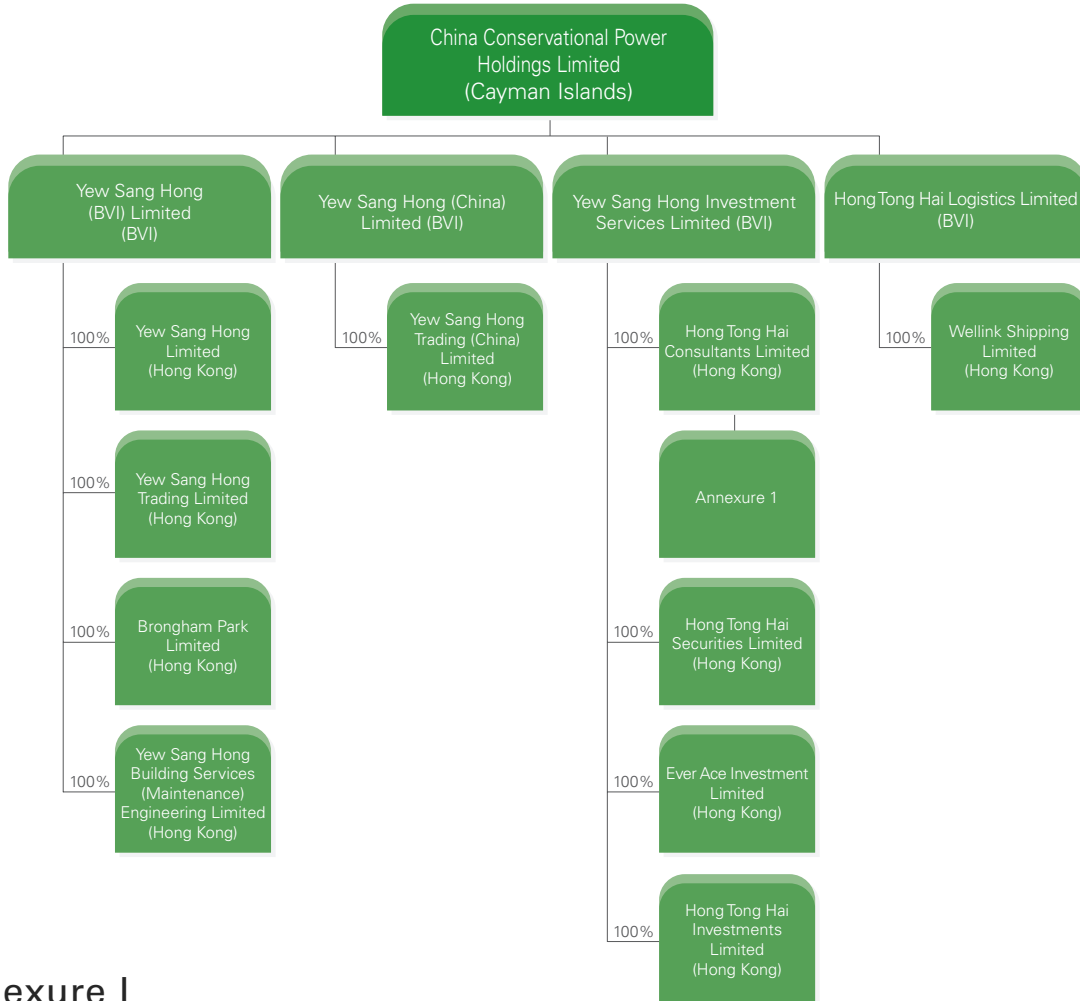 China Conservational Power
Holdings Limited
(Cayman Islands)
Yew Sang Hong
(BVI) Limited
(BVI)
Yew Sang Hong (China)
Limited (BVI)
Yew Sang Hong Investment
Services Limited (BVI)
Hong Tong Hai Logistics Limited
(BVI)
100%
Yew Sang Hong
Limited
(Hong Kong)
100%
Yew Sang Hong
Trading (China)
Limited
(Hong Kong)
100%
Hong Tong Hai
Consultants Limited
(Hong Kong)
100%
Wellink Shipping
Limited
(Hong Kong)
100%
Yew Sang Hong
Trading Limited
(Hong Kong)
Annexure 1
100%
Brongham Park
Limited
(Hong Kong)
100%
Hong Tong Hai
Securities Limited
(Hong Kong)
100%
Yew Sang Hong
Building Services
(Maintenance)
Engineering Limited
(Hong Kong)
100%
Ever Ace Investment
Limited
(Hong Kong)
100%
Hong Tong Hai
Investments
Limited
(Hong Kong)
exure I